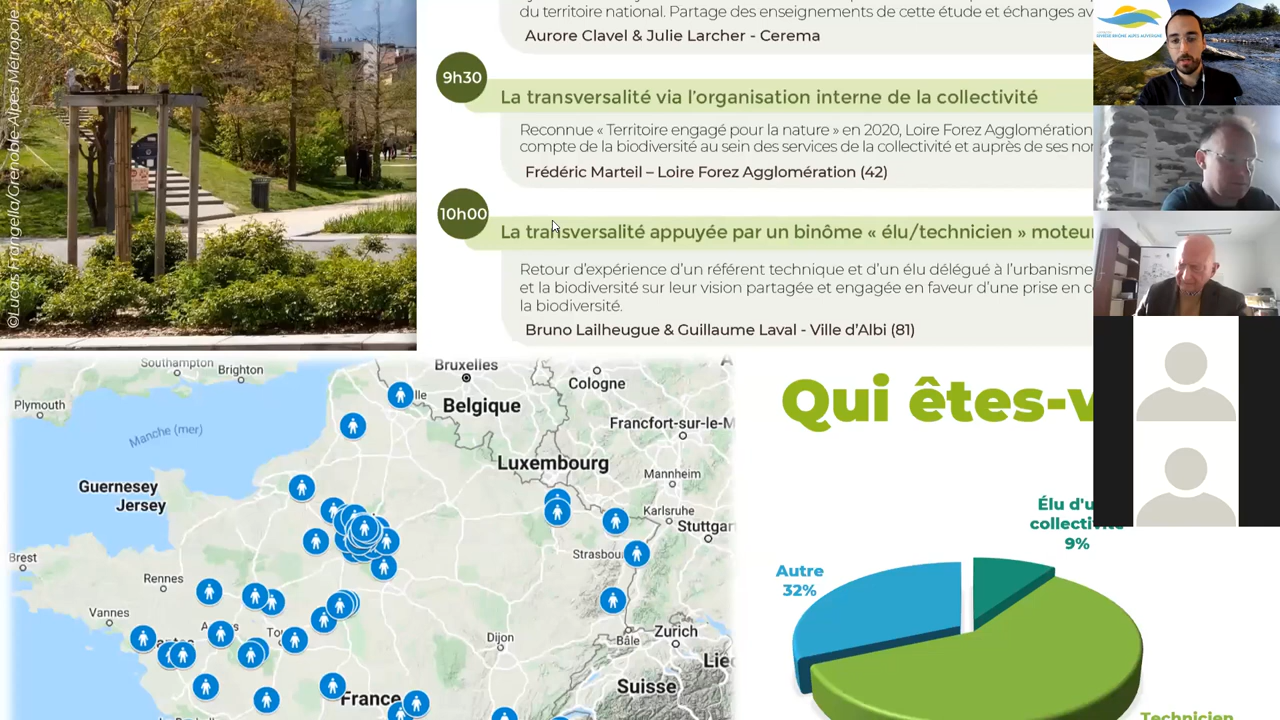 ©Lucas Frangella/Grenoble-Alpes Métropole
du territoire national. Partage des enseignements de cette étude et échanges
Aurore Clavel & Julie Larcher - Cerema
9h30
La transversalité via l'organisation interne de la collectivité
Reconnue « Territoire engagé pour la nature » en 2020, Loire Forez Agglomération
compte de la biodiversité au sein des services de la collectivité et auprès de ses
Frédéric Marteil – Loire Forez Agglomération (42)
10h00
La transversalité appuyée par un binôme « élu/technicien »
Retour d'expérience d'un référent technique et d'un élu délégué à l'urbanisme
et la biodiversité sur leur vision partagée et engagée en faveur d'une prise en
la biodiversité.
Bruno Lailheugue & Guillaume Laval - Ville d'Albi (81)
Southampton
Brighton
Plymouth
Manche (mer)
Guernesey
Jersey
Brest
Rennes
Vannes
Bruxelles
Belgique
Cologne
Francfort-sur-le-M
Luxembourg
Mannheim
Karlsruhe
Stuttgar
Strasbou
Dijon
Bâle
Zurich
Suisse
France
Qui êtes-
Élu d'u
9%
Autre
32%
Technicien